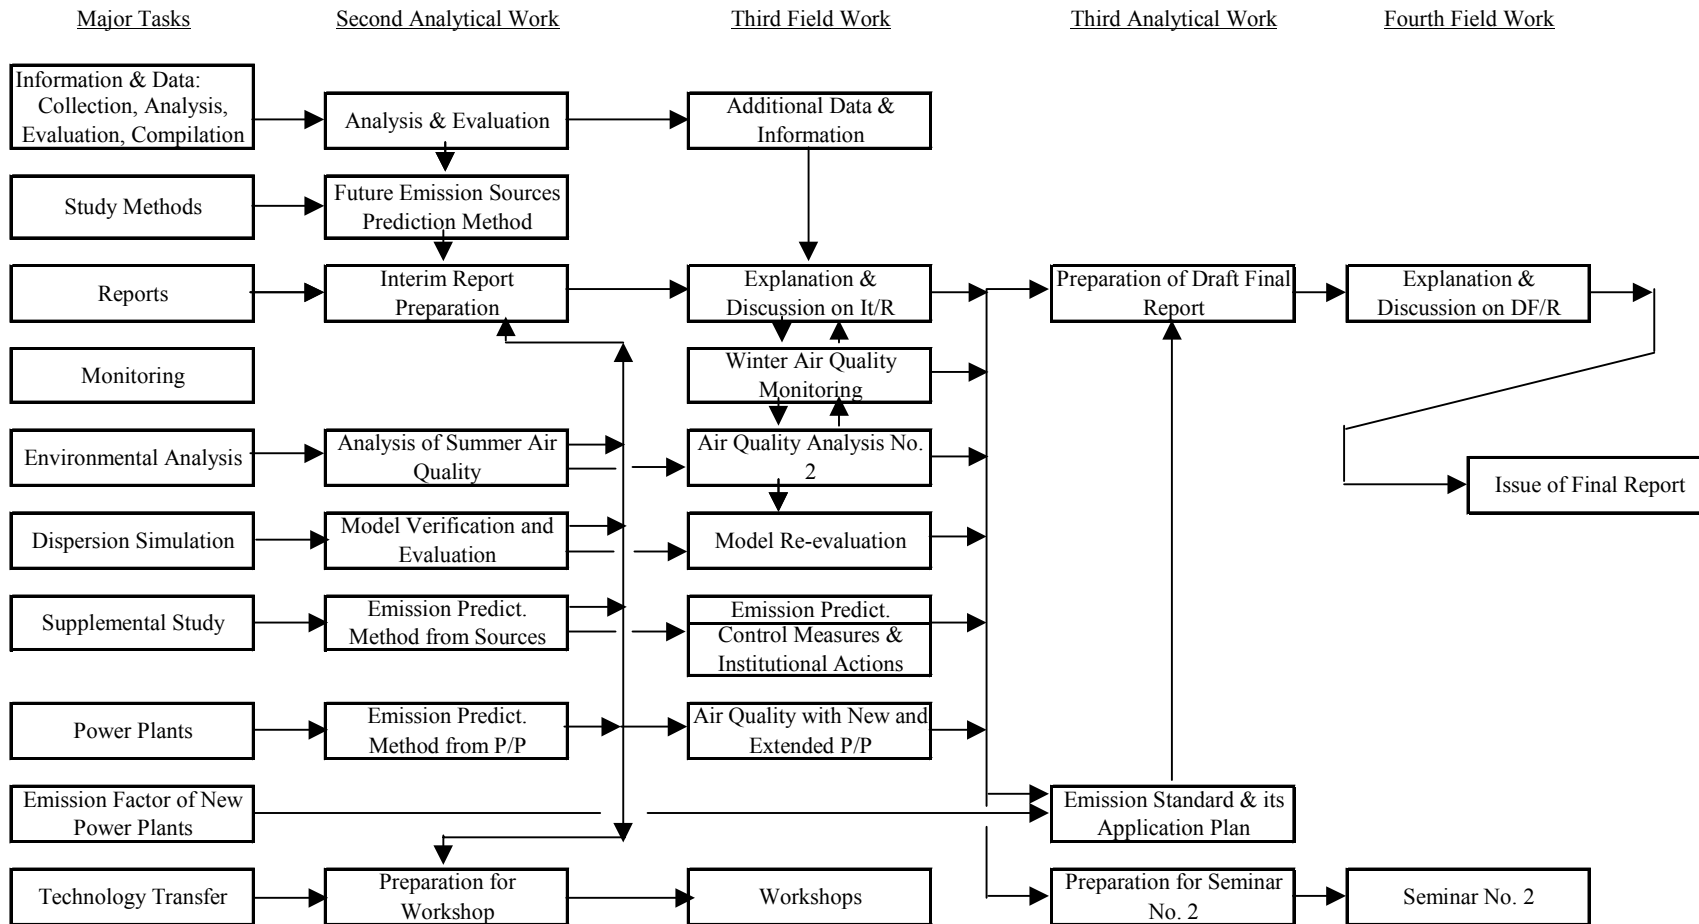 Major Tasks
Second Analytical Work
Third Field Work
Third Analytical Work
Fourth Field Work
Information & Data:
Collection, Analysis,
Evaluation, Compilation
Analysis & Evaluation
Additional Data &
Information
Study Methods
Future Emission Sources
Prediction Method
Reports
Interim Report
Preparation
Explanation &
Discussion on It/R
Preparation of Draft Final
Report
Explanation &
Discussion on DF/R
Monitoring
Winter Air Quality
Monitoring
Environmental Analysis
Analysis of Summer Air
Quality
Air Quality Analysis No.
2
Issue of Final Report
Dispersion Simulation
Model Verification and
Evaluation
Model Re-evaluation
Supplemental Study
Emission Predict.
Method from Sources
Emission Predict.
Control Measures &
Institutional Actions
Power Plants
Emission Predict.
Method from P/P
Air Quality with New and
Extended P/P
Emission Factor of New
Power Plants
Emission Standard & its
Application Plan
Technology Transfer
Preparation for
Workshop
Workshops
Preparation for Seminar
No. 2
Seminar No. 2